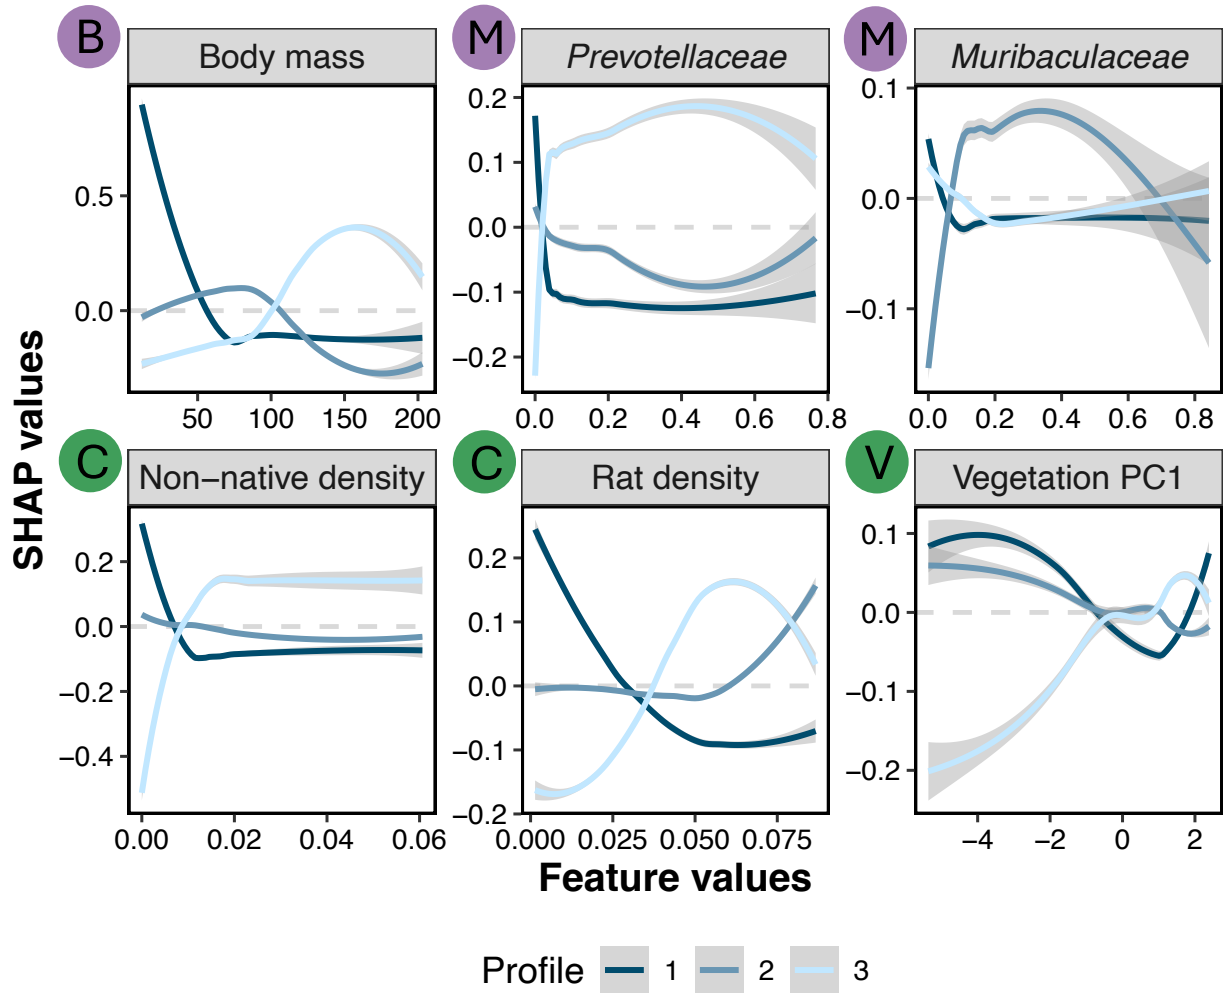 B
Body mass
M
Prevotellaceae
M
Muribaculaceae
0.5
0.0
50 100 150 200
0.2
0.1
0.0
−0.1
−0.2
0.0 0.2 0.4 0.6 0.8
0.1
0.0
−0.1
0.0 0.2 0.4 0.6 0.8
SHAP values
C
Non−native density
C
Rat density
V
Vegetation PC1
0.2
0.0
−0.2
−0.4
0.00 0.02 0.04 0.06
0.2
0.1
0.0
−0.1
−0.2
0.000 0.025 0.050 0.075
0.1
0.0
−0.1
−0.2
−4 −2 0 2
Feature values
Profile 1 2 3